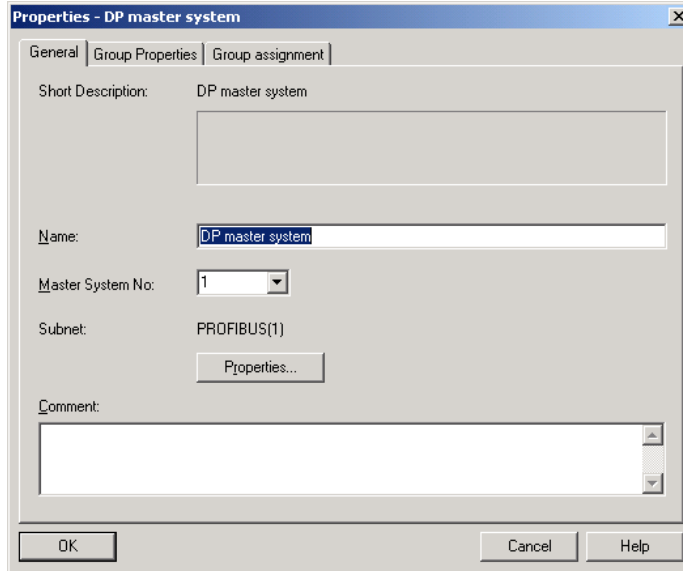 Properties - DP master system
General Group Properties Group assignment
Short Description: DP master system
Name: DP master system
Master System No: 1
Subnet: PROFIBUS(1)
Properties...
Comment:
OK Cancel Help